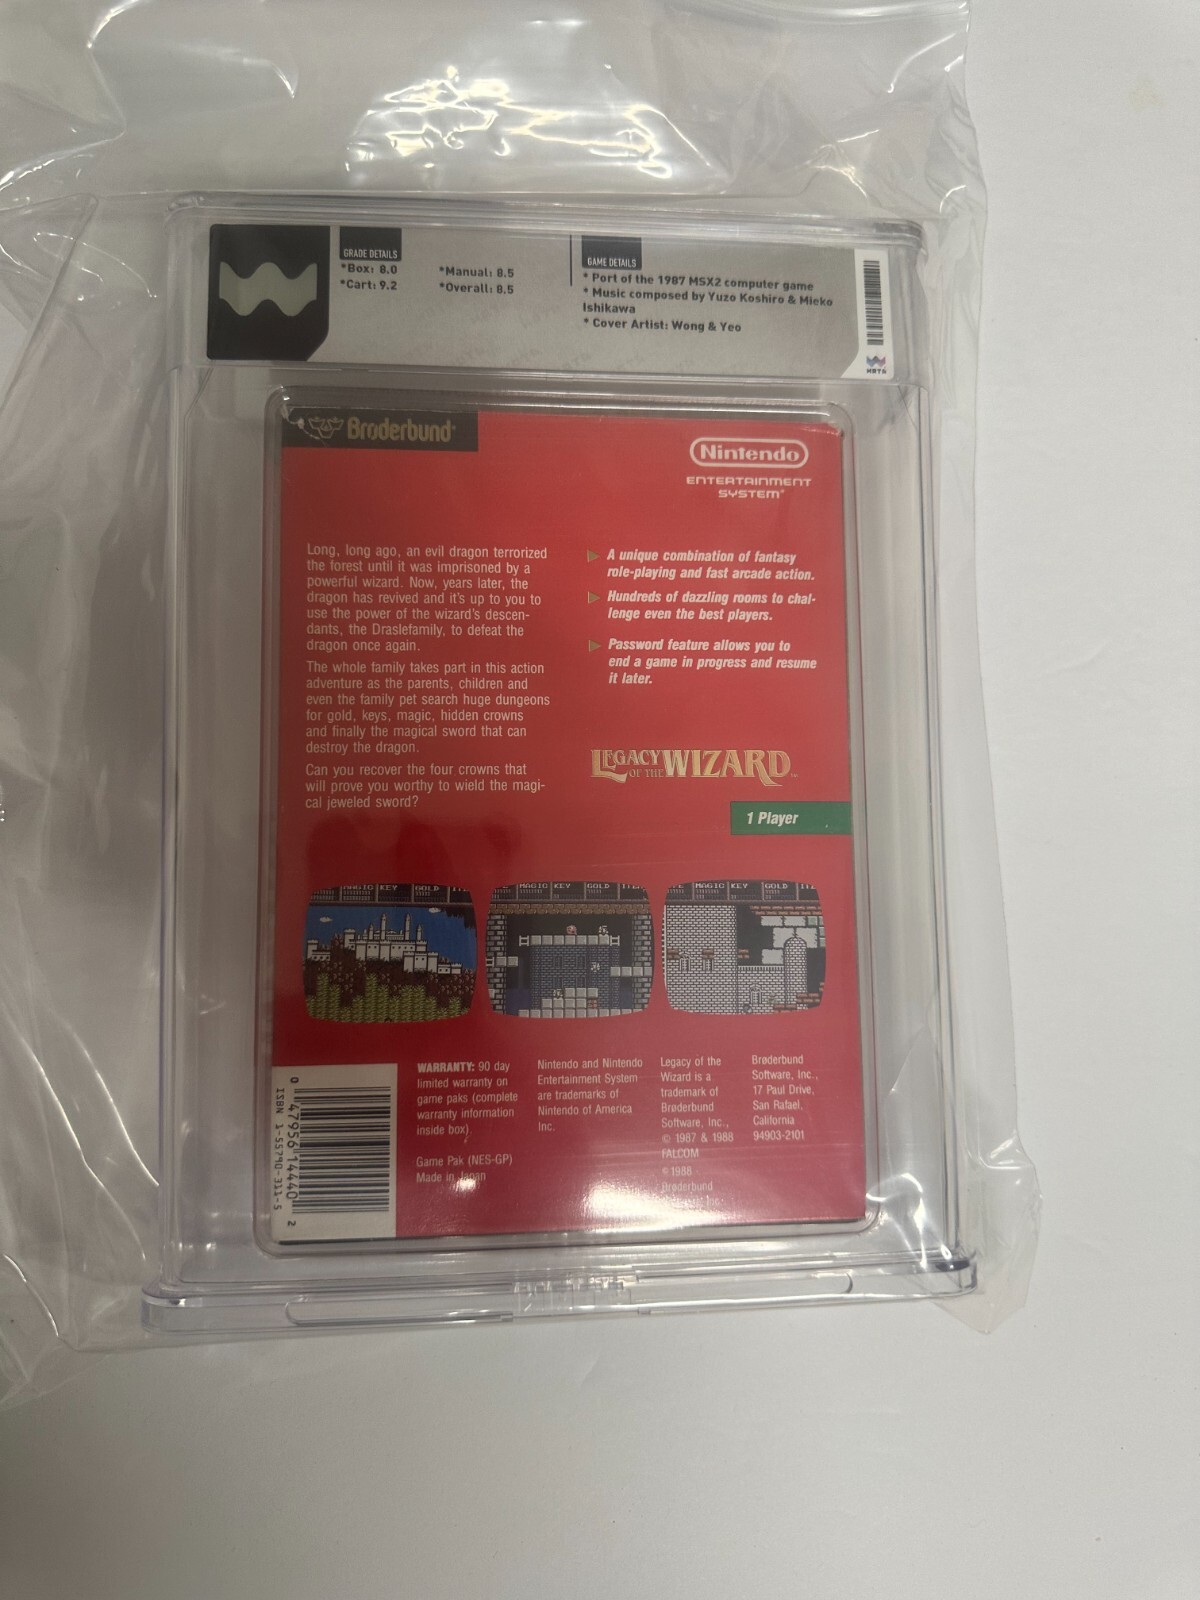 GRADE DETAILS
*Box: 8.0
*Cart: 9.2
*Manual: 8.5
*Overall: 8.5
GAME DETAILS
* Port of the 1987 MSX2 computer game
* Music composed by Yuzo Koshiro & Mieko
Ishikawa
* Cover Artist: Wong & Yeo
WATA
Brøderbund
Nintendo
ENTERTAINMENT
SYSTEM
Long, long ago, an evil dragon terrorized
the forest until it was imprisoned by a
powerful wizard. Now, years later, the
dragon has revived and it's up to you to
use the power of the wizard's descen-
dants, the Draslefamily, to defeat the
dragon once again.
The whole family takes part in this action
adventure as the parents, children and
even the family pet search huge dungeons
for gold, keys, magic, hidden crowns
and finally the magical sword that can
destroy the dragon.
Can you recover the four crowns that
will prove you worthy to wield the magi-
cal jeweled sword?
A unique combination of fantasy
role-playing and fast arcade action.
Hundreds of dazzling rooms to chal-
lenge even the best players.
Password feature allows you to
end a game in progress and resume
it later.
LEGACY OF THE WIZARD™
1 Player
MAGIC KEY GOLD
MAGIC KEY GOLD
MAGIC KEY GOLD
WARRANTY: 90 day
limited warranty on
game paks (complete
warranty information
inside box).
Game Pak (NES-GP)
Made in Japan
Nintendo and Nintendo
Entertainment System
are trademarks of
Nintendo of America
Inc.
Legacy of the
Wizard is a
trademark of
Brøderbund
Software, Inc.,
© 1987 & 1988
FALCOM
© 1988
Brøderbund
Brøderbund
Software, Inc.,
17 Paul Drive,
San Rafael,
California
94903-2101
0 47956 14440 2
ISBN 1-55790-311-5